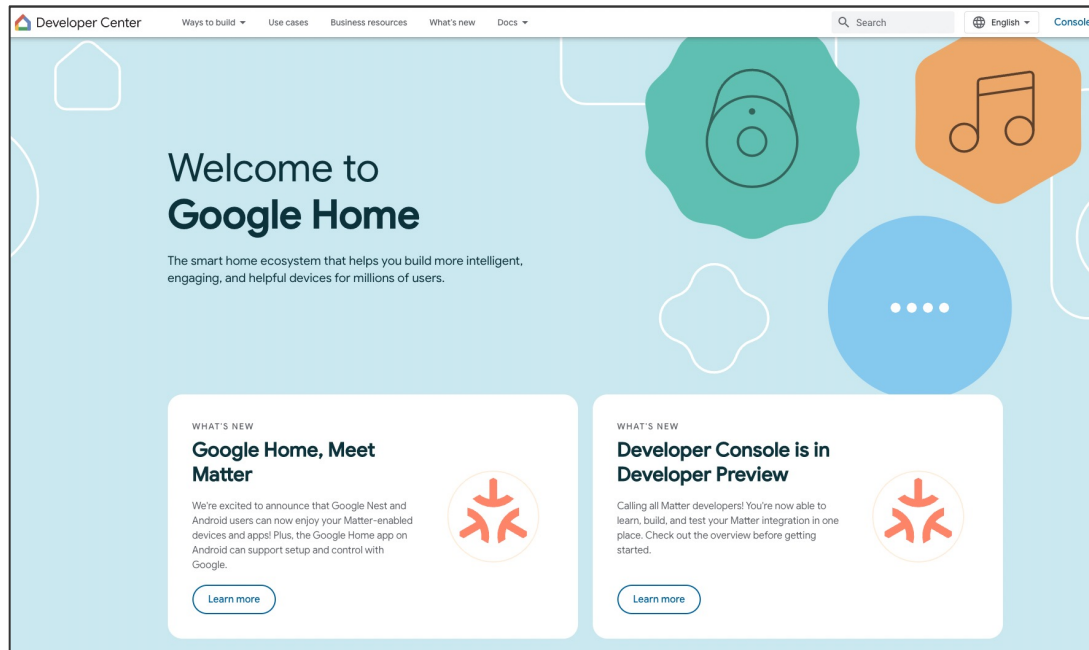 Developer Center Ways to build Use cases Business resources What's new Docs Search English Console
Welcome to
Google Home
The smart home ecosystem that helps you build more intelligent,
engaging, and helpful devices for millions of users.
WHAT'S NEW
Google Home, Meet
Matter
We're excited to announce that Google Nest and
Android users can now enjoy your Matter-enabled
devices and apps! Plus, the Google Home app on
Android can support setup and control with
Google.
Learn more
WHAT'S NEW
Developer Console is in
Developer Preview
Calling all Matter developers! You're now able to
learn, build, and test your Matter integration in one
place. Check out the overview before getting
started.
Learn more